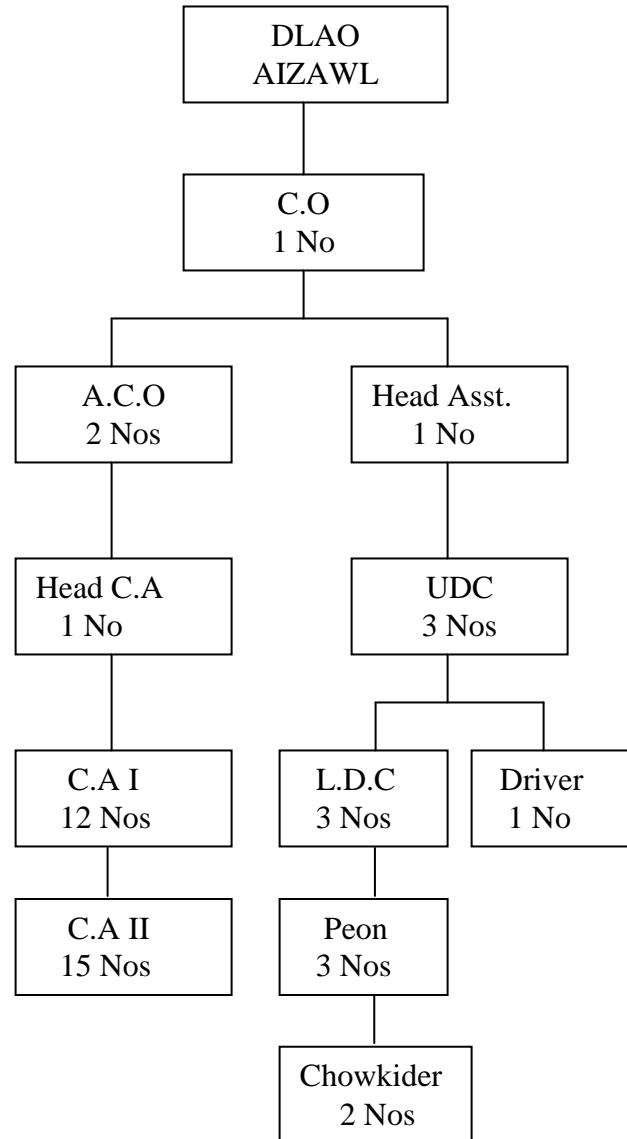 DLAO
AIZAWL
C.O
1 No
A.C.O
2 Nos
Head Asst.
1 No
Head C.A
1 No
UDC
3 Nos
C.A I
12 Nos
L.D.C
3 Nos
Driver
1 No
C.A II
15 Nos
Peon
3 Nos
Chowkider
2 Nos